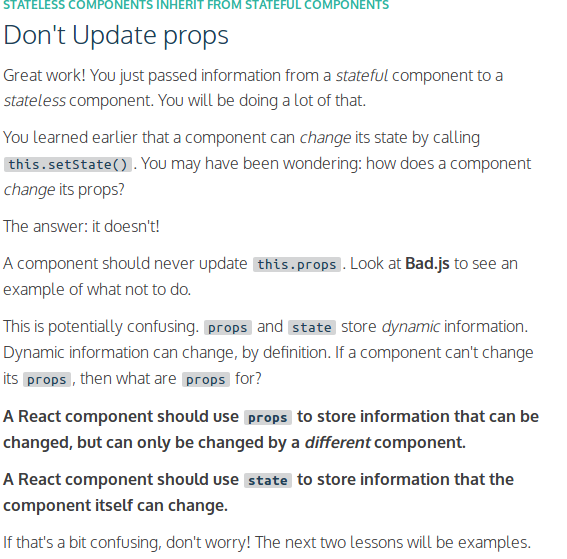 STATELESS COMPONENTS INHERIT FROM STATEFUL COMPONENTS
Don't Update props
Great work! You just passed information from a stateful component to a
stateless component. You will be doing a lot of that.
You learned earlier that a component can change its state by calling
this.setState(). You may have been wondering: how does a component
change its props?
The answer: it doesn't!
A component should never update this.props. Look at Bad.js to see an
example of what not to do.
This is potentially confusing. props and state store dynamic information.
Dynamic information can change, by definition. If a component can't change
its props, then what are props for?
A React component should use props to store information that can be
changed, but can only be changed by a different component.
A React component should use state to store information that the
component itself can change.
If that's a bit confusing, don't worry! The next two lessons will be examples.